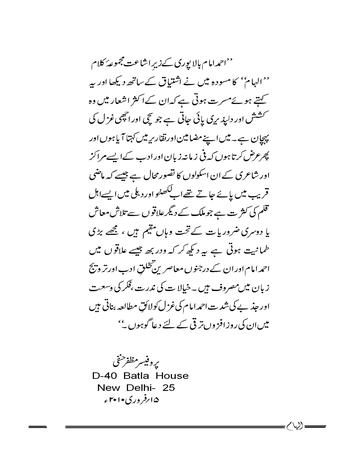 ’’احمد امام بالا پوری کے زیرِ اشاعت مجموعۂ کلام
’’الہام‘‘ کا مسودہ میں نے اشتیاق کے ساتھ دیکھا اور یہ
کہتے ہوئے مسرت ہوتی ہے کہ ان کے اکثر اشعار میں وہ
کشش اور دلپذیری پائی جاتی ہے جو سچی اور اچھی غزل کی
پہچان ہے۔ میں اپنے مضامین اور تقاریر میں کہتا آیا ہوں اور
پھر عرض کرتا ہوں کہ فی زمانہ زبان اور ادب کے ایسے مراکز
اور شاعری کے ان اسکولوں کا تصور محال ہے جیسے کہ ماضی
قریب میں پائے جاتے تھے اب لکھنؤ اور دہلی میں ایسے اہلِ
قلم کی کثرت ہے جو ملک کے دیگر علاقوں سے تلاشِ معاش
یا دوسری ضروریات کے تحت وہاں مقیم ہیں ، مجھے بڑی
طمانیت ہوتی ہے یہ دیکھ کر کہ ودربھ جیسے علاقوں میں
احمد امام اور ان کے درجنوں معاصرین تخلیقِ ادب اور ترویجِ
زبان میں مصروف ہیں ۔ خیالات کی ندرت ، فکر کی وسعت
اور جذبے کی شدت احمد امام کی غزل کو لائقِ مطالعہ بناتی ہیں
میں ان کی روز افزوں ترقی کے لئے دعا گو ہوں ۔‘‘
پروفیسر مظفر حنفی
D-40 Batla House
New Delhi- 25
۱۵؍فروری ۲۰۱۰ء
الہام